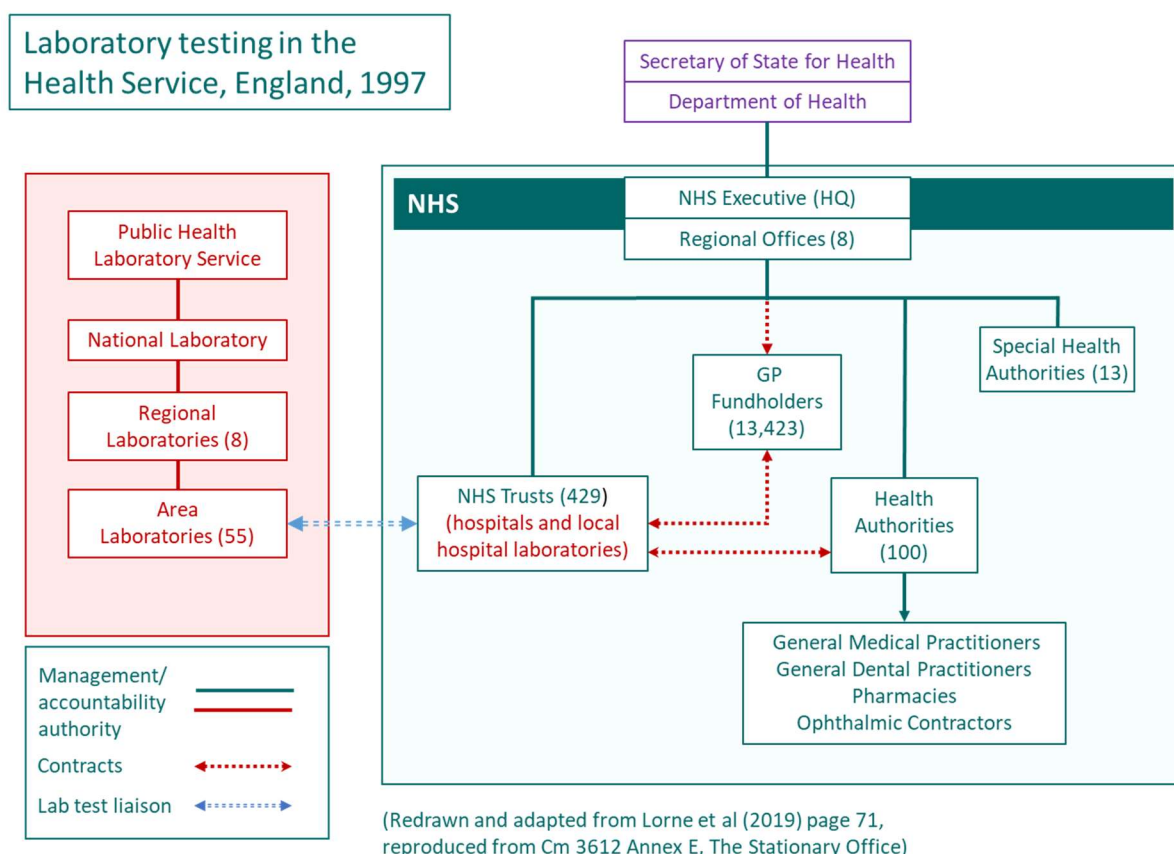 Laboratory testing in the
Health Service, England, 1997
Secretary of State for Health
Department of Health
NHS
NHS Executive (HQ)
Regional Offices (8)
Public Health
Laboratory Service
National Laboratory
Regional
Laboratories (8)
Area
Laboratories (55)
GP
Fundholders
(13,423)
Special Health
Authorities (13)
NHS Trusts (429)
(hospitals and local
hospital laboratories)
Health
Authorities
(100)
General Medical Practitioners
General Dental Practitioners
Pharmacies
Ophthalmic Contractors
Management/
accountability
authority
Contracts
Lab test liaison
(Redrawn and adapted from Lorne et al (2019) page 71,
reproduced from Cm 3612 Annex E. The Stationary Office)